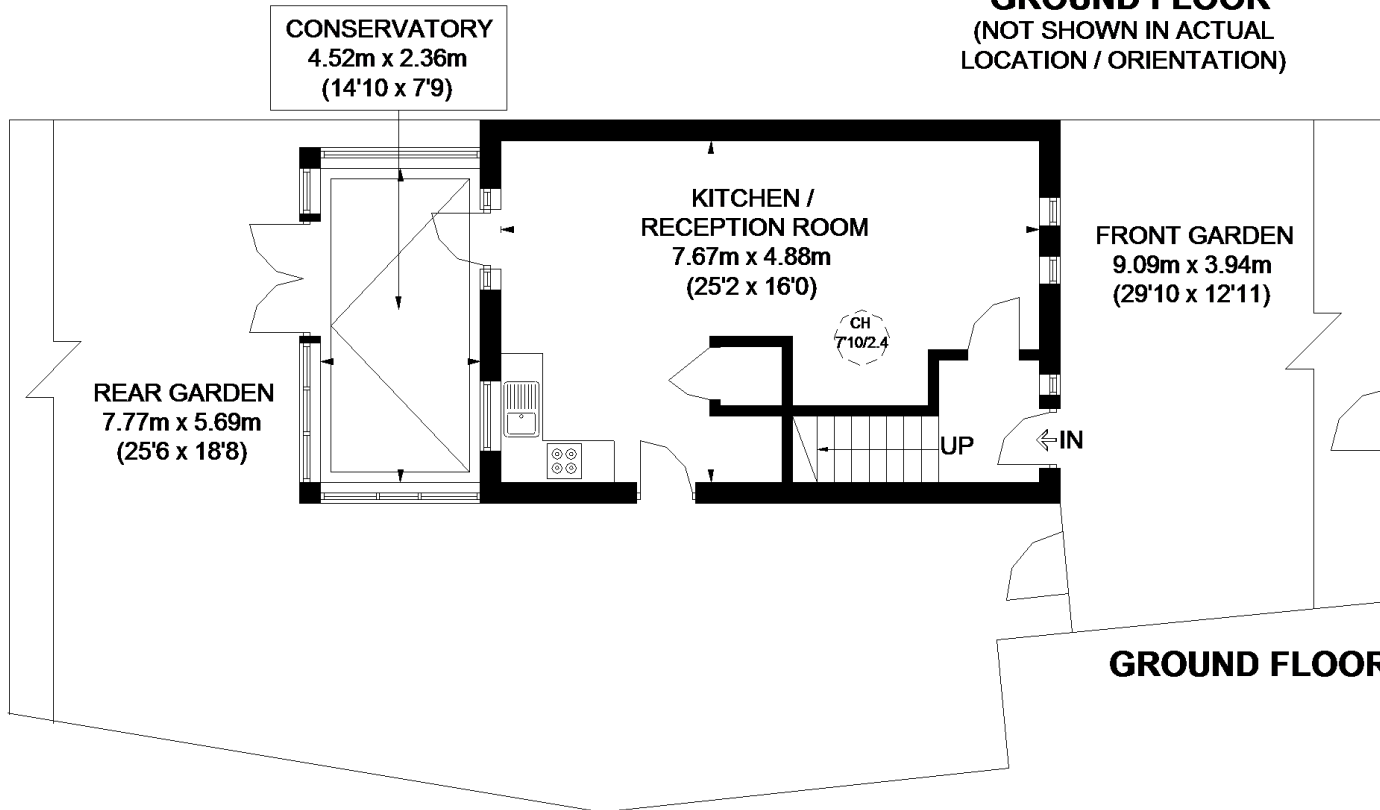 GROUND FLOOR
(NOT SHOWN IN ACTUAL
LOCATION / ORIENTATION)
CONSERVATORY
4.52m x 2.36m
(14'10 x 7'9)
KITCHEN /
RECEPTION ROOM
7.67m x 4.88m
(25'2 x 16'0)
FRONT GARDEN
9.09m x 3.94m
(29'10 x 12'11)
CH
7'10/2.4
REAR GARDEN
7.77m x 5.69m
(25'6 x 18'8)
UP
IN
GROUND FLOOR